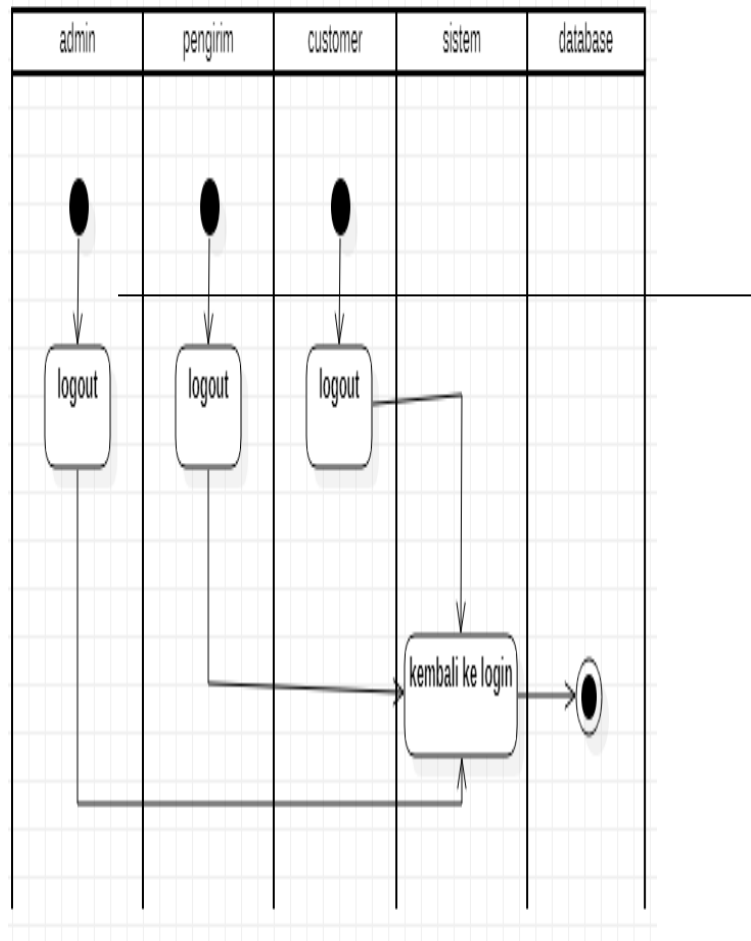 admin
pengirim
customer
sistem
database
logout
logout
logout
kembali ke login